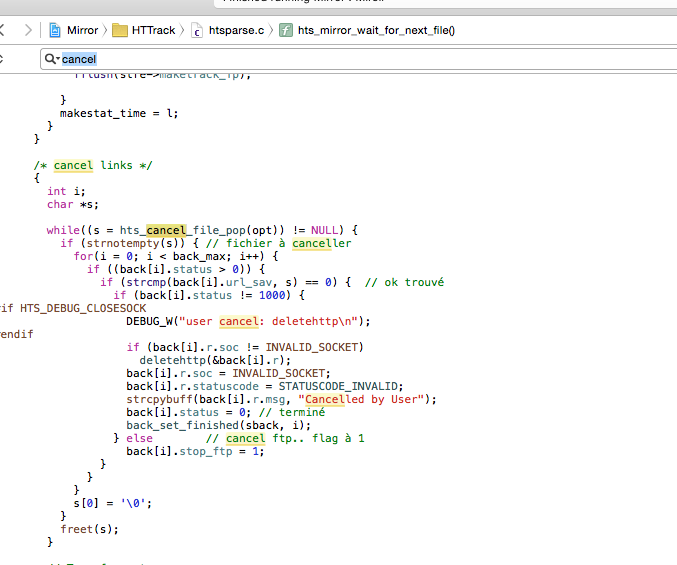 Mirror 〉 HTTrack 〉 htsparse.c 〉 hts_mirror_wait_for_next_file()
cancel
fflush(stre->maketrack_fp);
}
makestat_time = l;
}
}
/* cancel links */
{
int i;
char *s;
while((s = hts_cancel_file_pop(opt)) != NULL) {
if (strnotempty(s)) { // fichier à canceller
for(i = 0; i < back_max; i++) {
if ((back[i].status > 0)) {
if (strcmp(back[i].url_sav, s) == 0) {  // ok trouvé
if (back[i].status != 1000) {
if HTS_DEBUG_CLOSESOCK
DEBUG_W("user cancel: deletehttp\n");
endif
if (back[i].r.soc != INVALID_SOCKET)
deletehttp(&back[i].r);
back[i].r.soc = INVALID_SOCKET;
back[i].r.statuscode = STATUSCODE_INVALID;
strcpybuff(back[i].r.msg, "Cancelled by User");
back[i].status = 0; // terminé
back_set_finished(sback, i);
} else        // cancel ftp.. flag à 1
back[i].stop_ftp = 1;
}
}
}
s[0] = '\0';
}
freet(s);
}